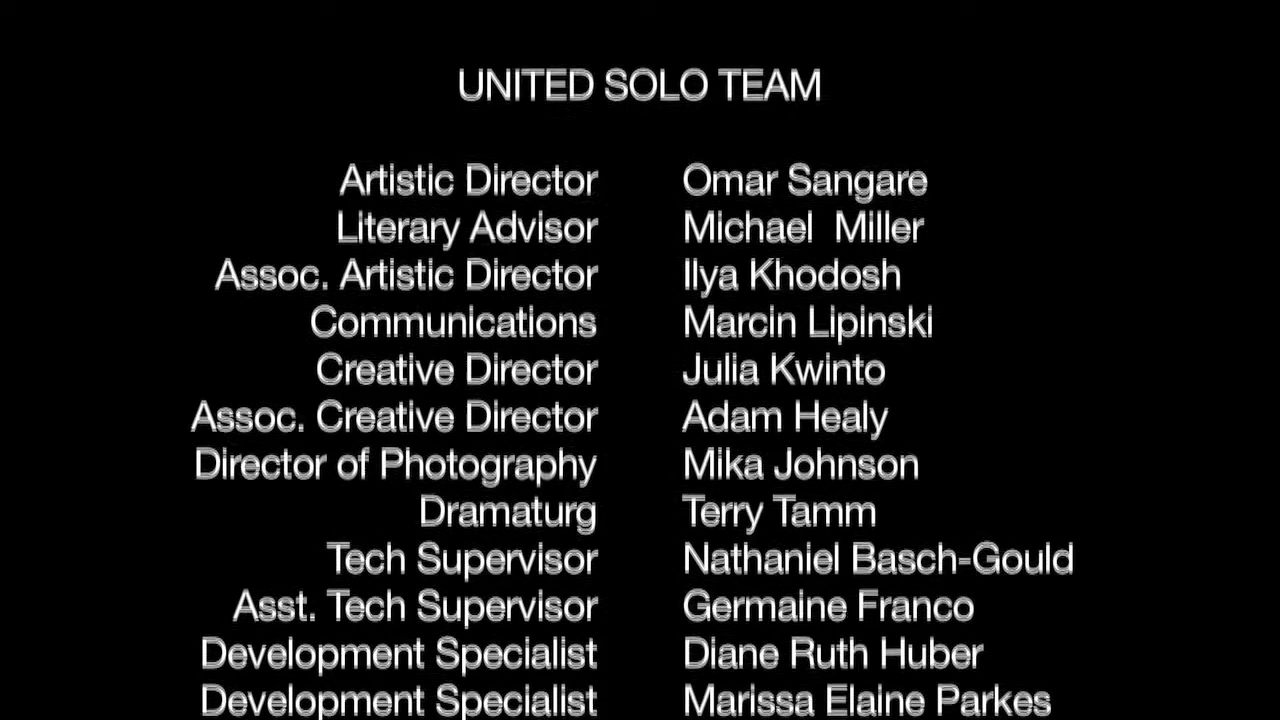 UNITED SOLO TEAM
Artistic Director Omar Sangare
Literary Advisor Michael  Miller
Assoc. Artistic Director Ilya Khodosh
Communications Marcin Lipinski
Creative Director Julia Kwinto
Assoc. Creative Director Adam Healy
Director of Photography Mika Johnson
Dramaturg Terry Tamm
Tech Supervisor Nathaniel Basch-Gould
Asst. Tech Supervisor Germaine Franco
Development Specialist Diane Ruth Huber
Development Specialist Marissa Elaine Parkes